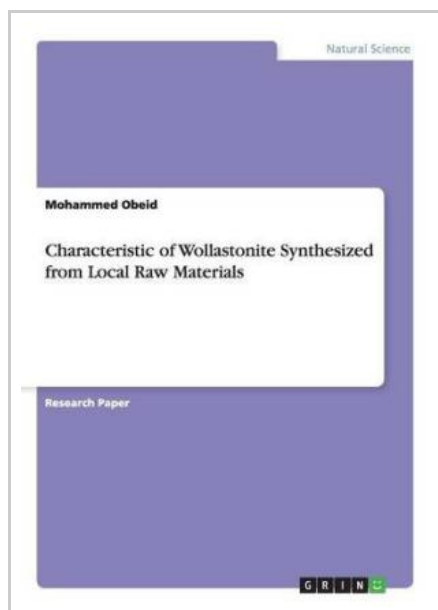 Natural Science
Mohammed Obeid
Characteristic of Wollastonite Synthesized
from Local Raw Materials
Research Paper
GRIN